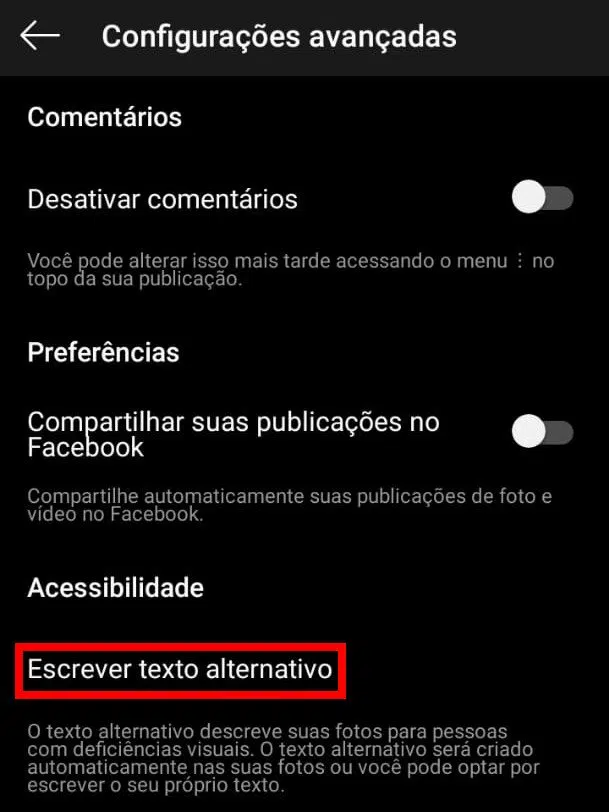 Configurações avançadas
Comentários
Desativar comentários
Você pode alterar isso mais tarde acessando o menu ⋮ no
topo da sua publicação.
Preferências
Compartilhar suas publicações no
Facebook
Compartilhe automaticamente suas publicações de foto e
vídeo no Facebook.
Acessibilidade
Escrever texto alternativo
O texto alternativo descreve suas fotos para pessoas
com deficiências visuais. O texto alternativo será criado
automaticamente nas suas fotos ou você pode optar por
escrever o seu próprio texto.